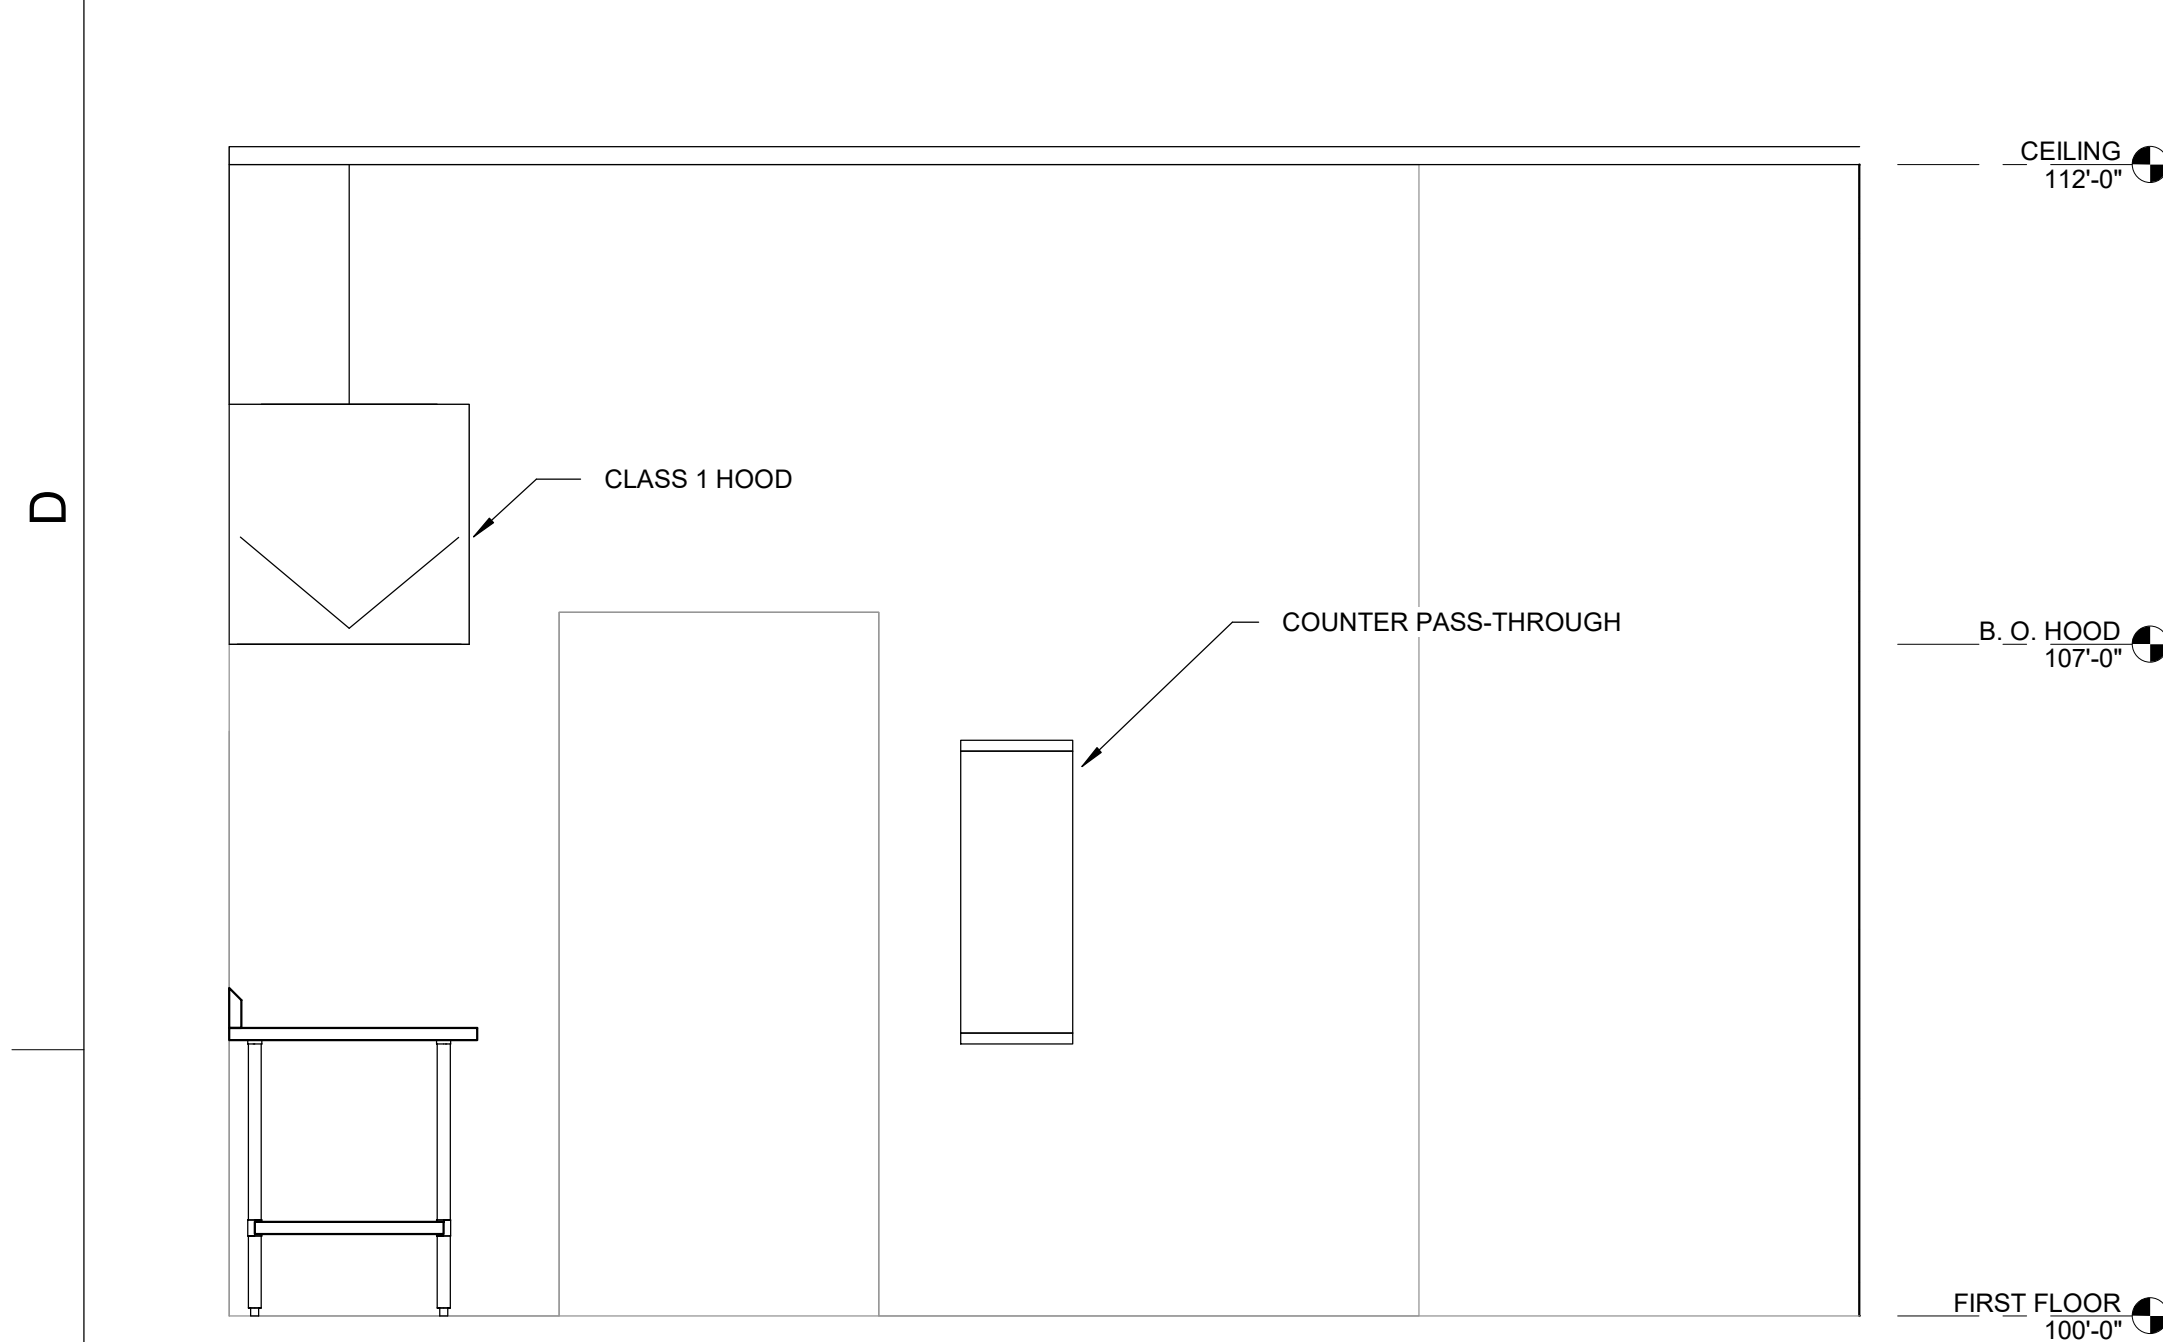 CEILING
112'-0"
D
CLASS 1 HOOD
COUNTER PASS-THROUGH
B. O. HOOD
107'-0"
FIRST FLOOR
100'-0"